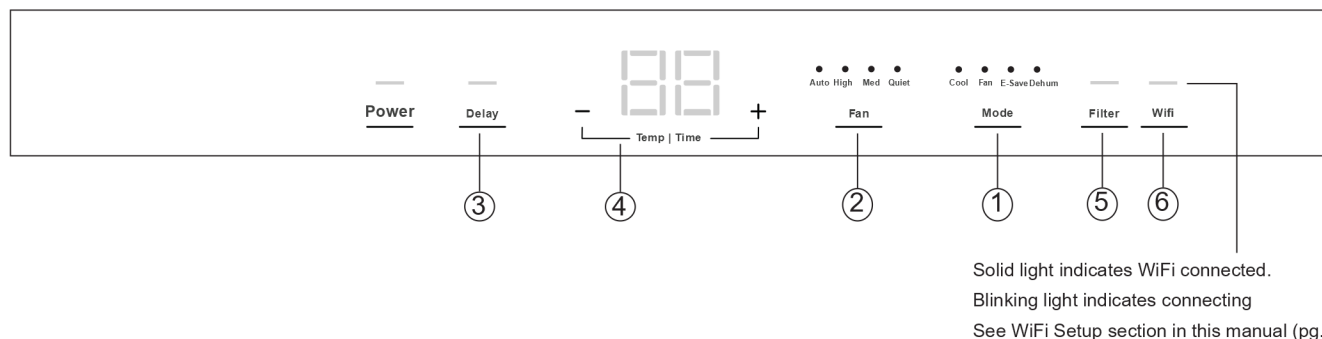 88
Auto High Med Quiet
Cool Fan E-Save Dehum
Power
Delay
- +
Temp | Time
Fan
Mode
Filter
Wifi
3
4
2
1
5
6
Solid light indicates WiFi connected.
Blinking light indicates connecting
See WiFi Setup section in this manual (pg.